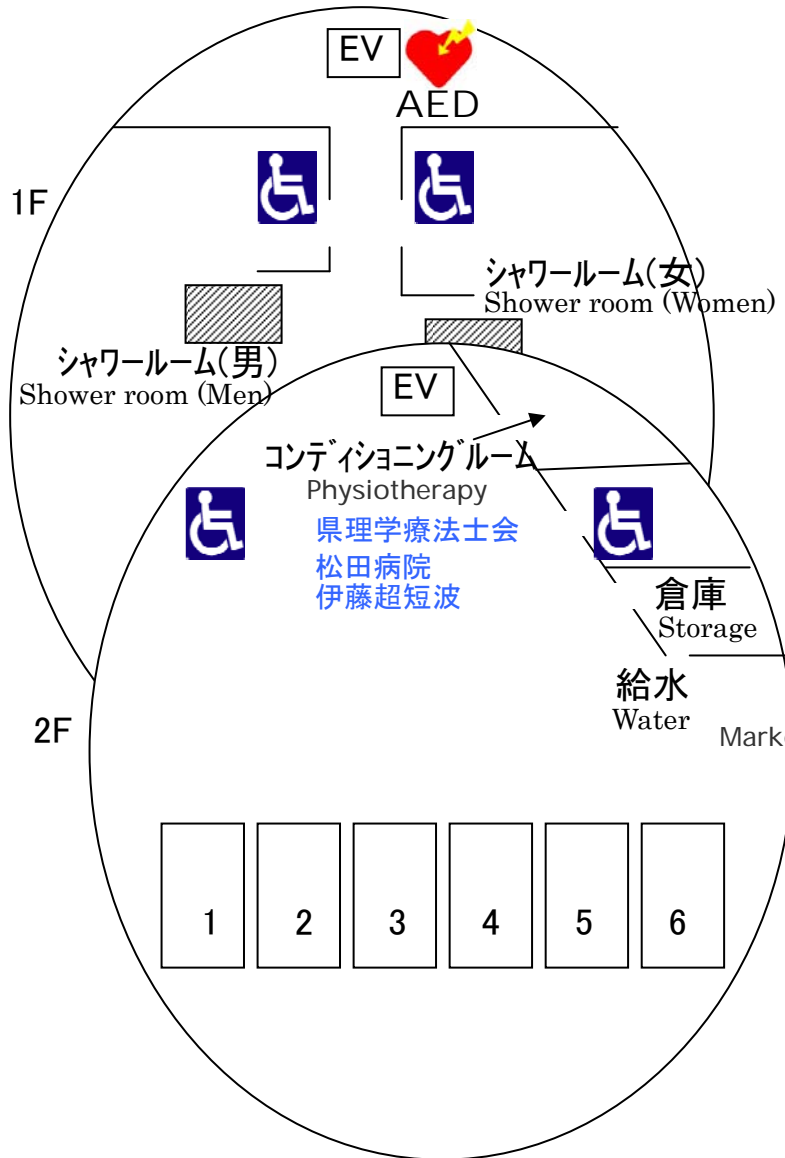 EV
AED
1F
シャワールーム(女)
Shower room (Women)
シャワールーム(男)
Shower room (Men)
EV
コンディショニングルーム
Physiotherapy
県理学療法士会
松田病院
伊藤超短波
倉庫
Storage
給水
Water
2F
Mark
1 2 3 4 5 6